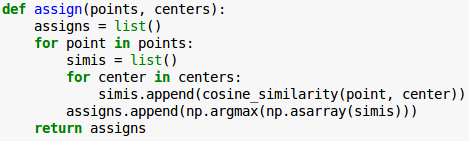 def assign(points, centers):
    assigns = list()
    for point in points:
        simis = list()
        for center in centers:
            simis.append(cosine_similarity(point, center))
        assigns.append(np.argmax(np.asarray(simis)))
    return assigns